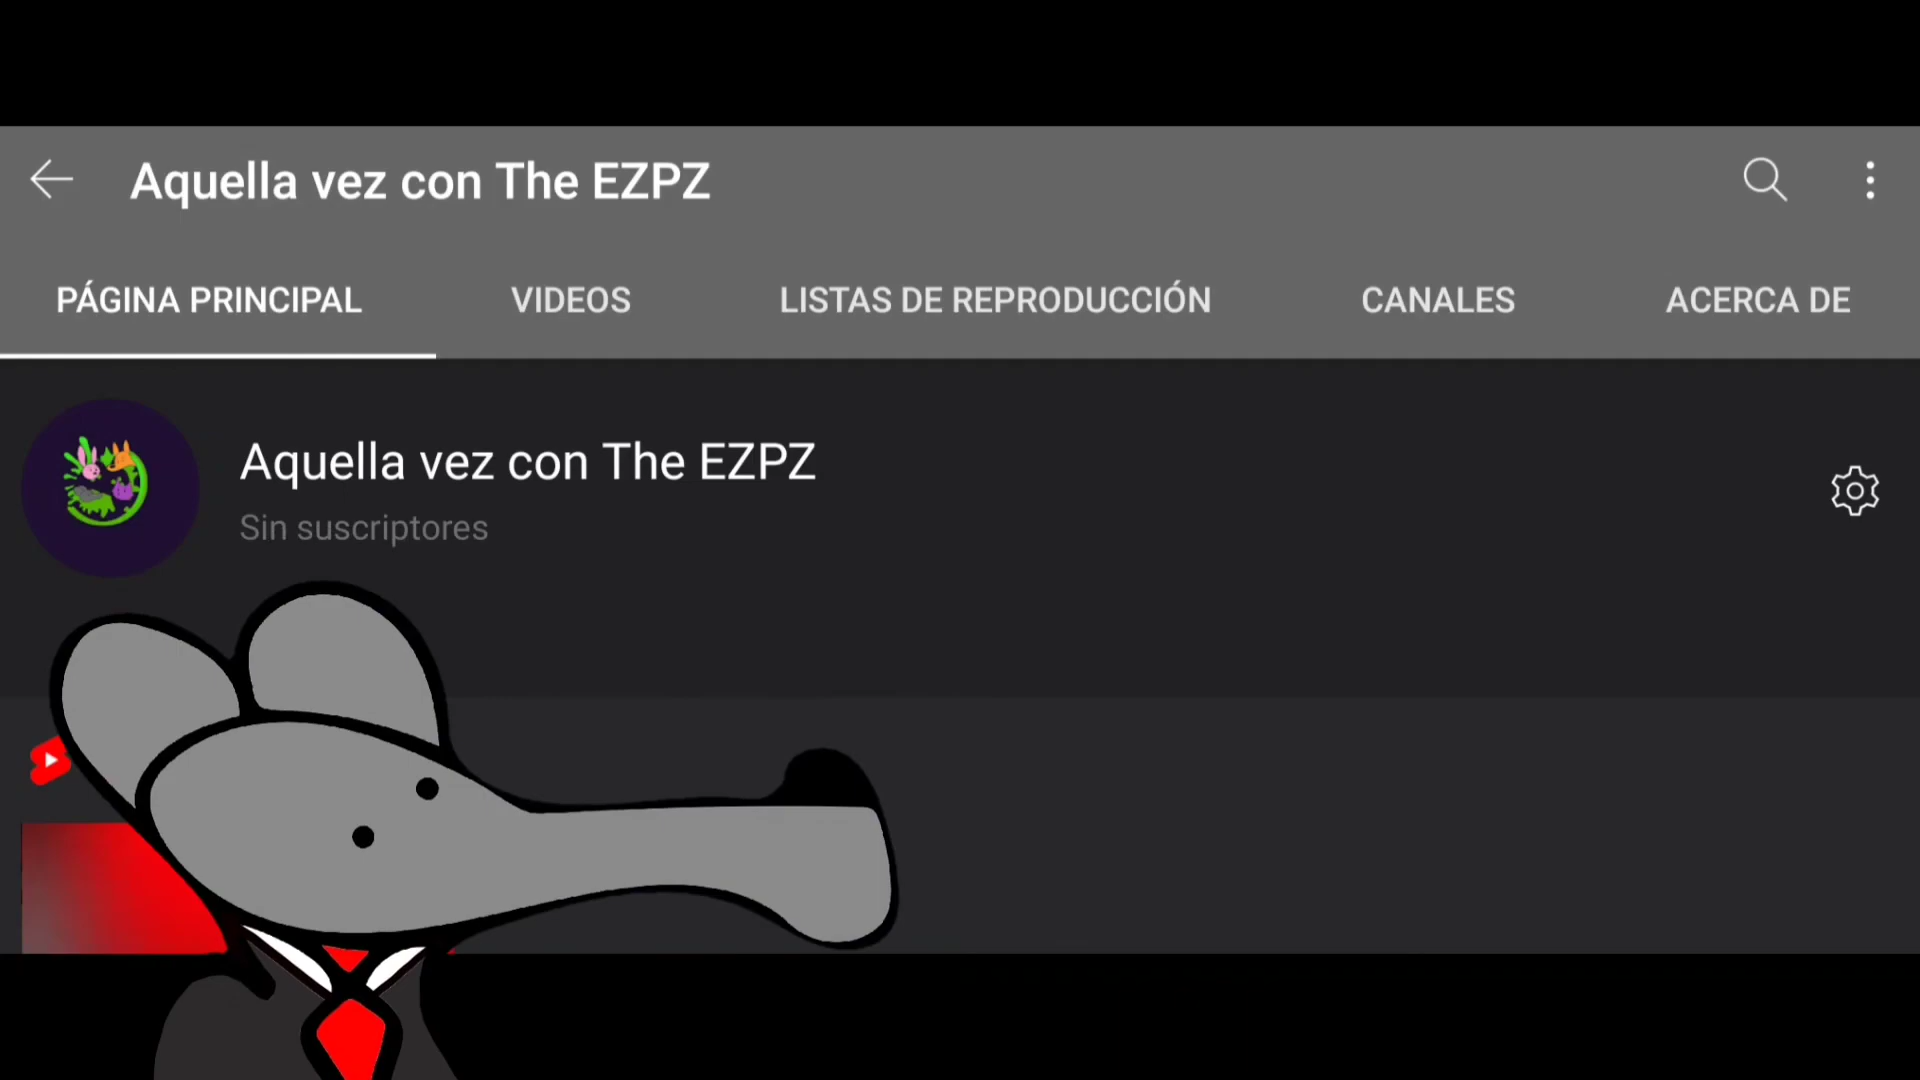 Aquella vez con The EZPZ
PÁGINA PRINCIPAL VIDEOS LISTAS DE REPRODUCCIÓN CANALES ACERCA DE
Aquella vez con The EZPZ
Sin suscriptores